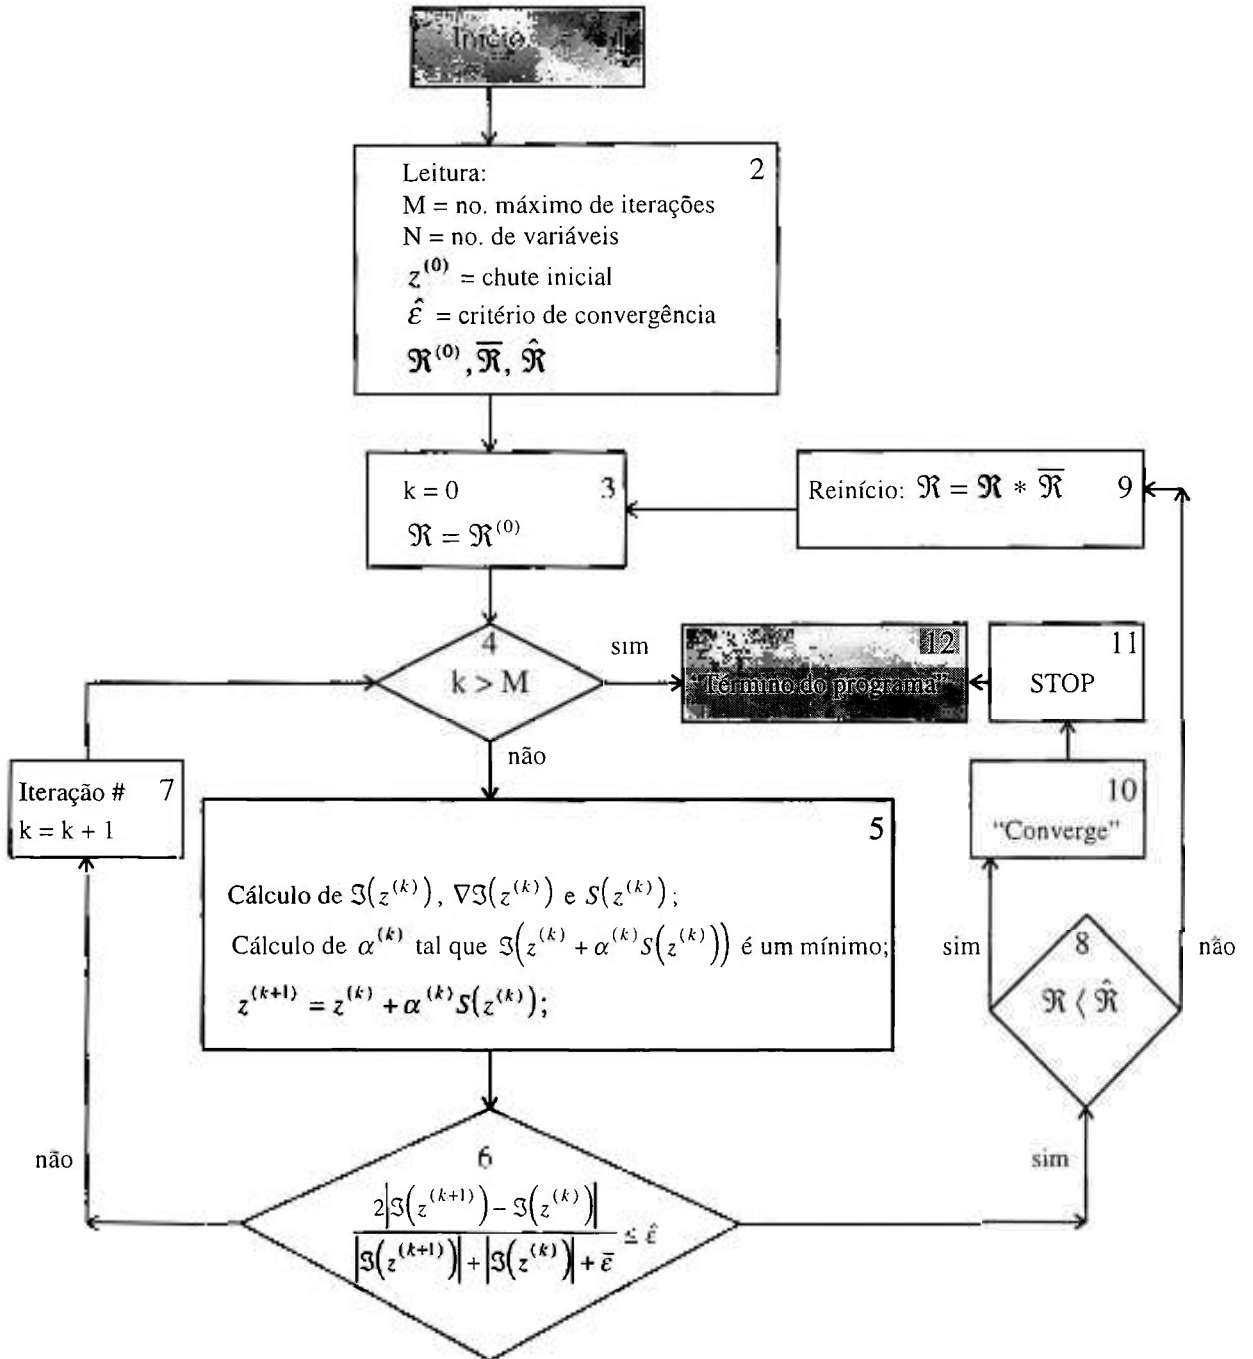 Início
2
Leitura:
M = no. máximo de iterações
N = no. de variáveis
z^(0) = chute inicial
ε̂ = critério de convergência
ℜ^(0), ℜ̅, ℜ̂
3
k = 0
ℜ = ℜ^(0)
Reinício: ℜ = ℜ * ℜ̅ 9
4
k > M
sim
não
12
"Término do programa"
11
STOP
Iteração # 7
k = k + 1
10
“Converge”
5
Cálculo de ℑ(z^(k)), ∇ℑ(z^(k)) e S(z^(k));
Cálculo de α^(k) tal que ℑ(z^(k) + α^(k) S(z^(k))) é um mínimo;
z^(k+1) = z^(k) + α^(k) S(z^(k));
sim
8
não
ℜ ⟨ ℜ̂
não
6
sim
2|ℑ(z^(k+1)) − ℑ(z^(k))|
|ℑ(z^(k+1))| + |ℑ(z^(k))| + ε̅ ≤ ε̂